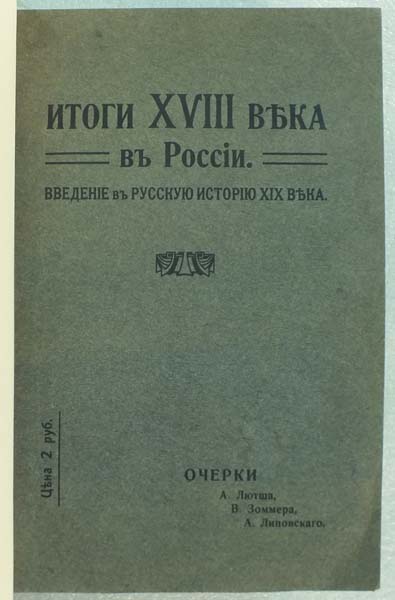 ИТОГИ XVIII ВѢКА
въ Россіи.
ВВЕДЕНІЕ въ РУССКУЮ ИСТОРІЮ XIX ВѢКА.
Цѣна 2 руб.
ОЧЕРКИ
А. Лютша,
В. Зоммера,
А. Липовскаго.